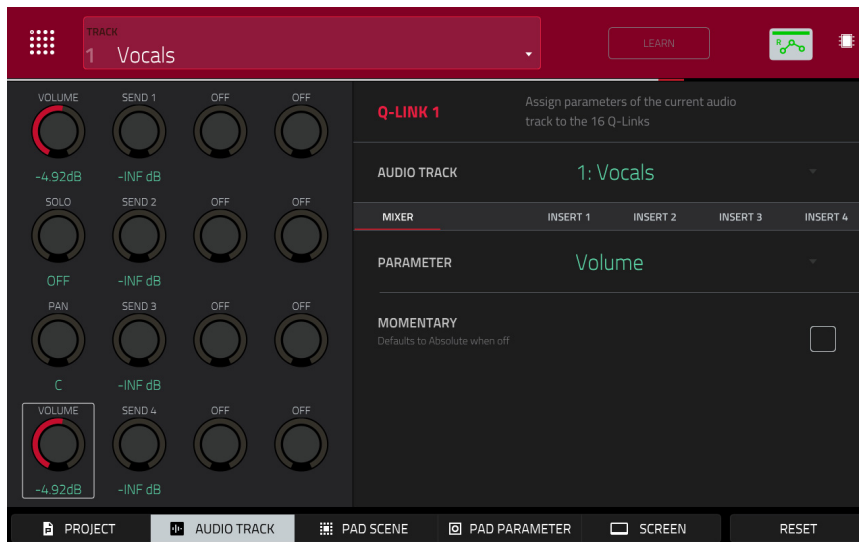 TRACK
1 Vocals
LEARN
R
VOLUME SEND 1 OFF OFF
-4.92dB -INF dB
SOLO SEND 2 OFF OFF
OFF -INF dB
PAN SEND 3 OFF OFF
C -INF dB
VOLUME SEND 4 OFF OFF
-4.92dB -INF dB
Q-LINK 1
Assign parameters of the current audio
track to the 16 Q-Links
AUDIO TRACK 1: Vocals
MIXER INSERT 1 INSERT 2 INSERT 3 INSERT 4
PARAMETER Volume
MOMENTARY
Defaults to Absolute when off
PROJECT AUDIO TRACK PAD SCENE PAD PARAMETER SCREEN RESET